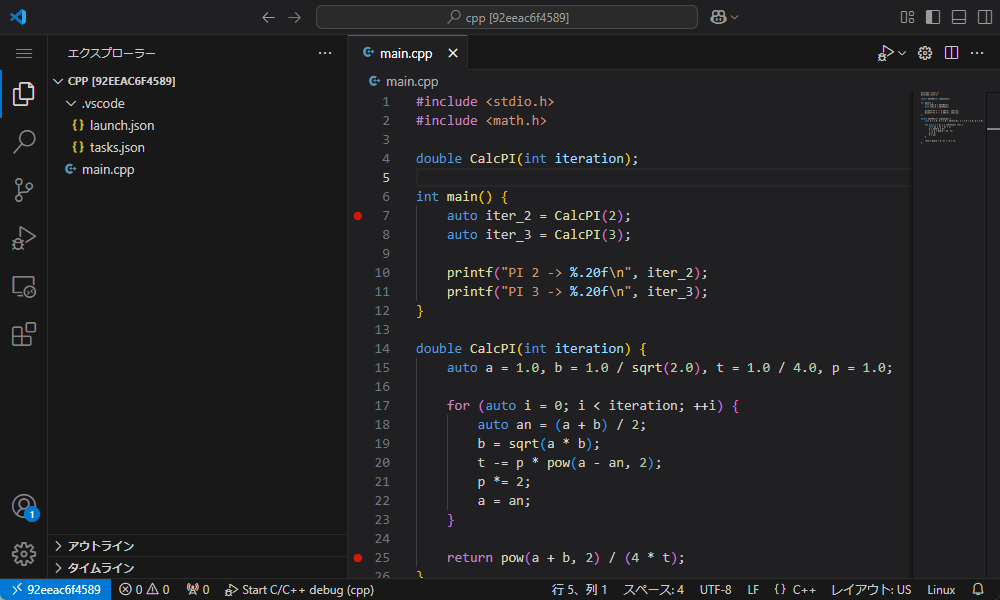 cpp [92eeac6f4589]
エクスプローラー
main.cpp
CPP [92EEAC6F4589]
main.cpp
.vscode
launch.json
tasks.json
main.cpp
1 #include <stdio.h>
2 #include <math.h>
3
4 double CalcPI(int iteration);
5
6 int main() {
7 auto iter_2 = CalcPI(2);
8 auto iter_3 = CalcPI(3);
9
10 printf("PI 2 -> %.20f\n", iter_2);
11 printf("PI 3 -> %.20f\n", iter_3);
12 }
13
14 double CalcPI(int iteration) {
15 auto a = 1.0, b = 1.0 / sqrt(2.0), t = 1.0 / 4.0, p = 1.0;
16
17 for (auto i = 0; i < iteration; ++i) {
18 auto an = (a + b) / 2;
19 b = sqrt(a * b);
20 t -= p * pow(a - an, 2);
21 p *= 2;
22 a = an;
23 }
24
25 return pow(a + b, 2) / (4 * t);
26 }
1
アウトライン
タイムライン
92eeac6f4589 0 0 0 Start C/C++ debug (cpp) 行 5、列 1 スペース: 4 UTF-8 LF {} C++ レイアウト: US Linux